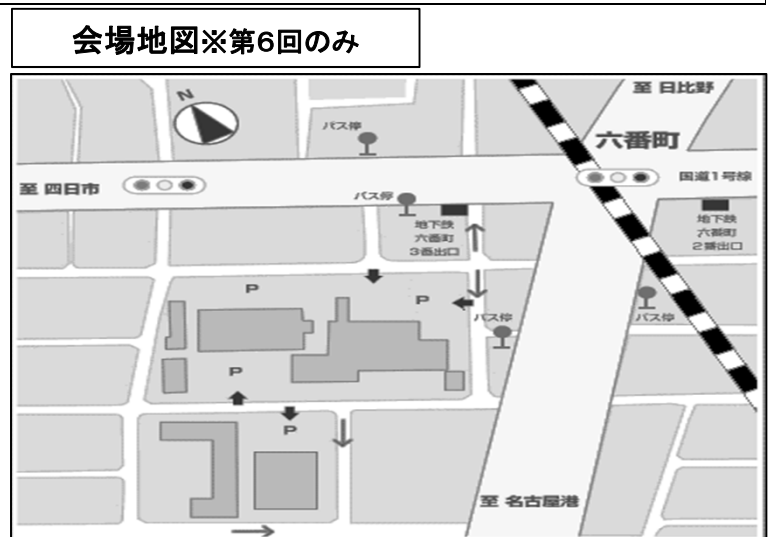 会場地図※第6回のみ
至 日比野
N
バス停
六番町
国道1号線
至 四日市
バス停
地下鉄
六番町
3番出口
地下鉄
六番町
2番出口
P
P
バス停
バス停
P
P
至 名古屋港